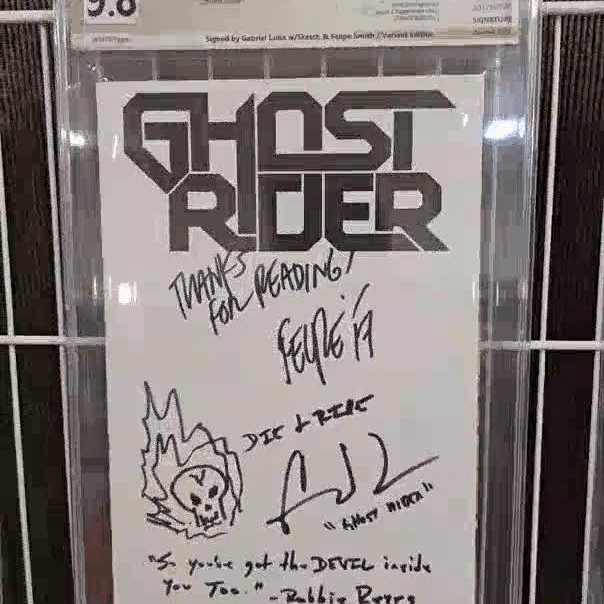 9.8
SIGNATURE
Signed by Gabriel Luna w/Sketch & Felipe Smith / Variant Edition
GHOST
RIDER
THANKS
FOR READING!
FELIPE '17
DIE & RIDE
"GHOST RIDER"
"So you've got the DEVIL inside
You Too." - Robbie Reyes